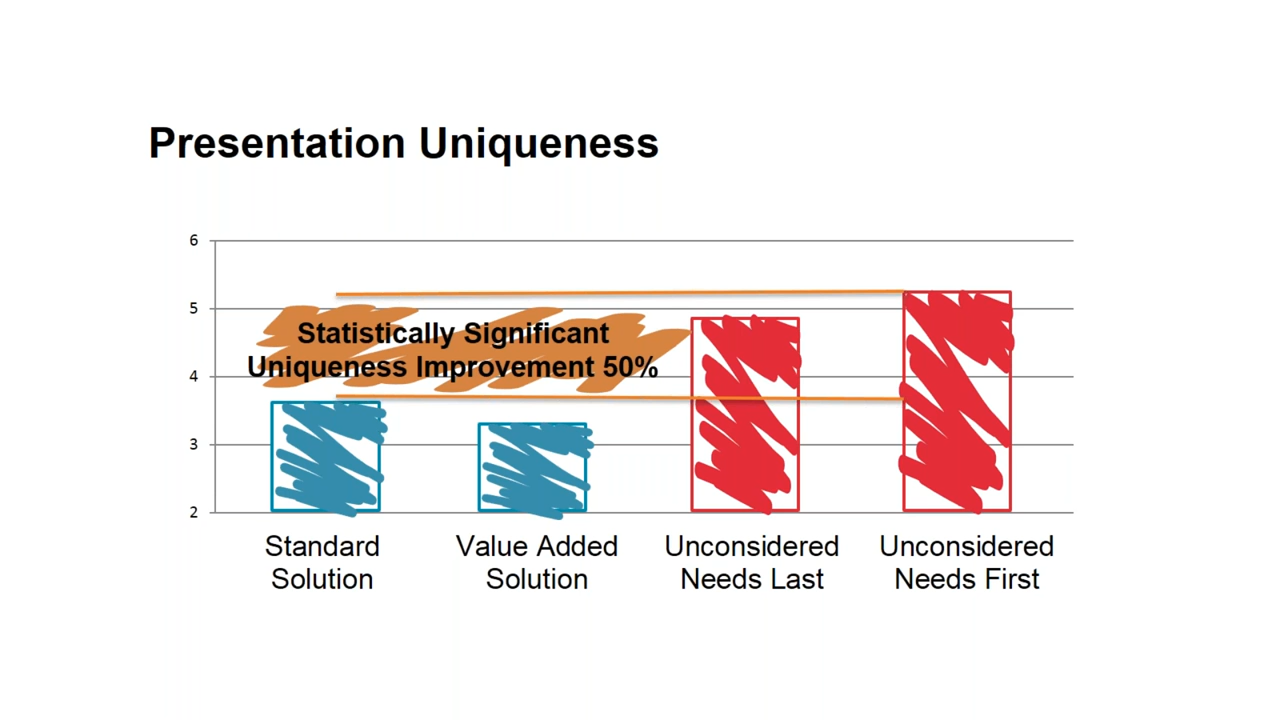 Presentation Uniqueness
6
5
4
3
2
Statistically Significant
Uniqueness Improvement 50%
Standard
Solution
Value Added
Solution
Unconsidered
Needs Last
Unconsidered
Needs First